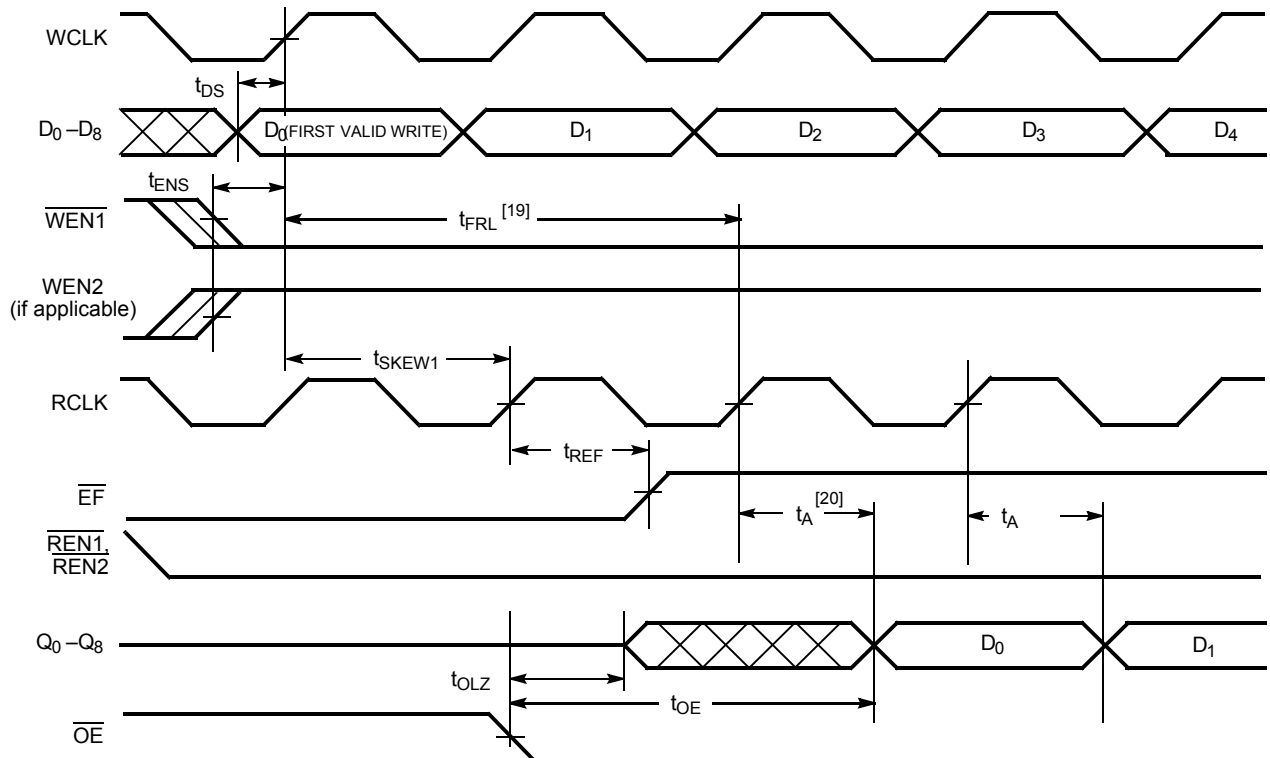 WCLK
tDS
D0 –D8
D0(FIRST VALID WRITE)
D1
D2
D3
D4
tENS
WEN1
tFRL [19]
WEN2
(if applicable)
tSKEW1
RCLK
tREF
EF
tA [20]
tA
REN1,
REN2
Q0 –Q8
D0
D1
tOLZ
tOE
OE